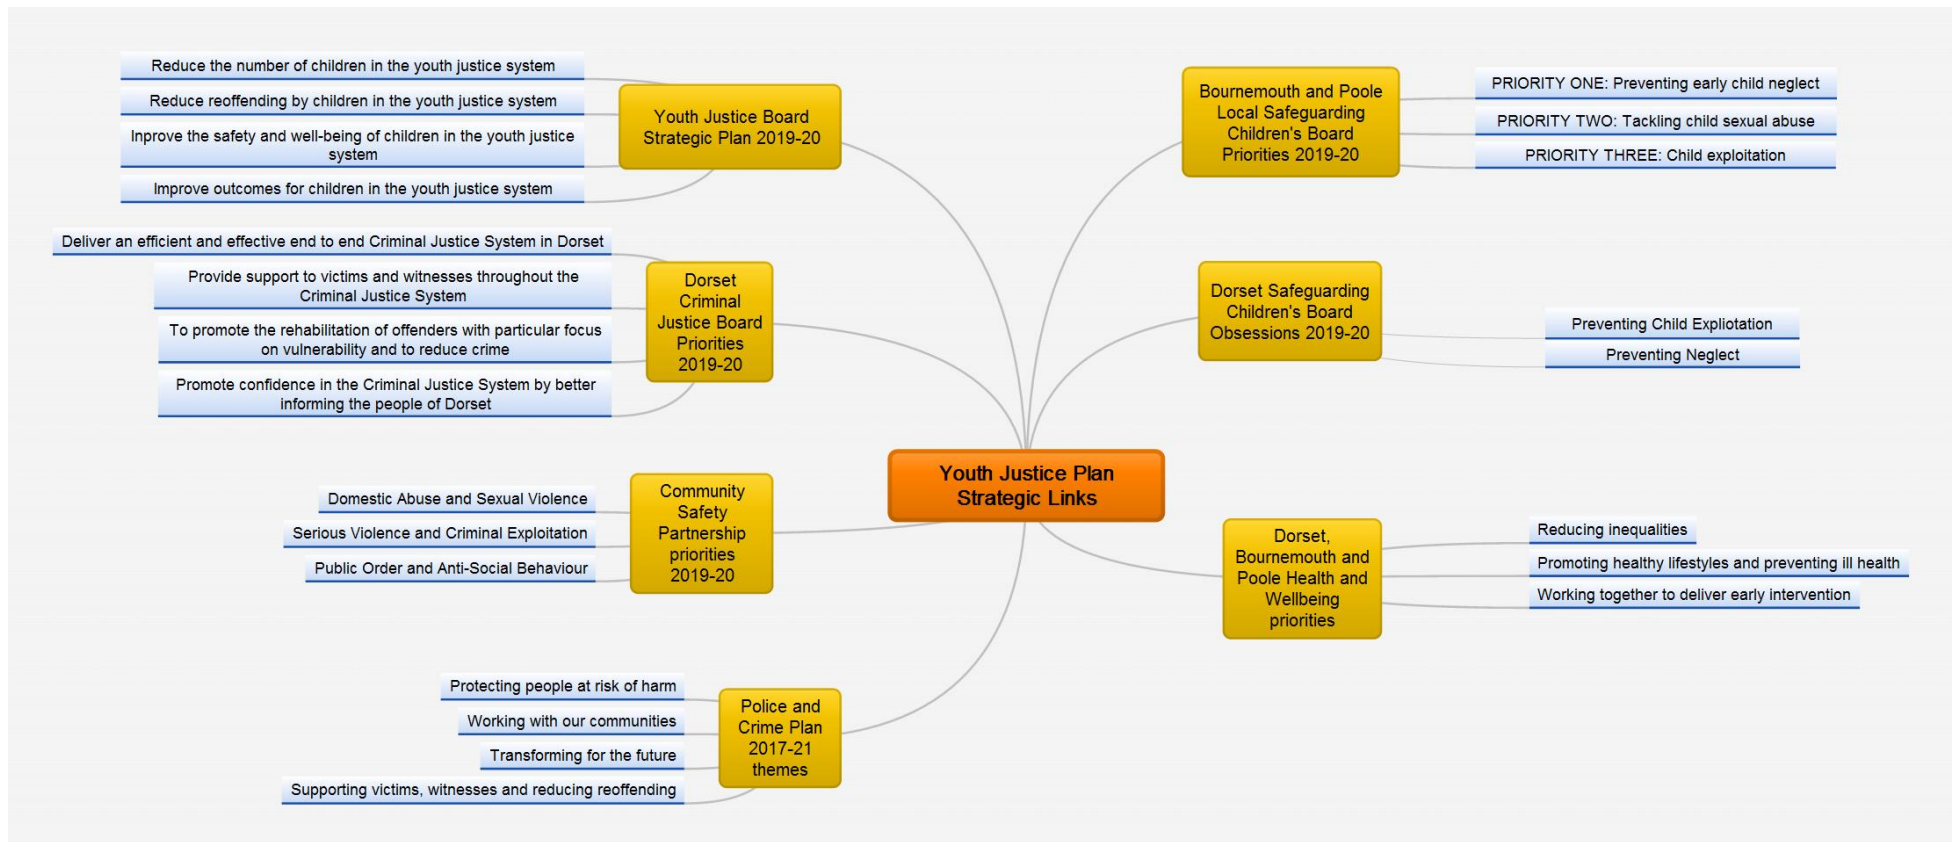 Reduce the number of children in the youth justice system
Reduce reoffending by children in the youth justice system
Inprove the safety and well-being of children in the youth justice
system
Improve outcomes for children in the youth justice system
Youth Justice Board
Strategic Plan 2019-20
Deliver an efficient and effective end to end Criminal Justice System in Dorset
Provide support to victims and witnesses throughout the
Criminal Justice System
To promote the rehabilitation of offenders with particular focus
on vulnerability and to reduce crime
Promote confidence in the Criminal Justice System by better
informing the people of Dorset
Dorset
Criminal
Justice Board
Priorities
2019-20
Domestic Abuse and Sexual Violence
Serious Violence and Criminal Exploitation
Public Order and Anti-Social Behaviour
Community
Safety
Partnership
priorities
2019-20
Protecting people at risk of harm
Working with our communities
Transforming for the future
Supporting victims, witnesses and reducing reoffending
Police and
Crime Plan
2017-21
themes
Youth Justice Plan
Strategic Links
Bournemouth and Poole
Local Safeguarding
Children's Board
Priorities 2019-20
PRIORITY ONE: Preventing early child neglect
PRIORITY TWO: Tackling child sexual abuse
PRIORITY THREE: Child exploitation
Dorset Safeguarding
Children's Board
Obsessions 2019-20
Preventing Child Expliotation
Preventing Neglect
Dorset,
Bournemouth and
Poole Health and
Wellbeing
priorities
Reducing inequalities
Promoting healthy lifestyles and preventing ill health
Working together to deliver early intervention